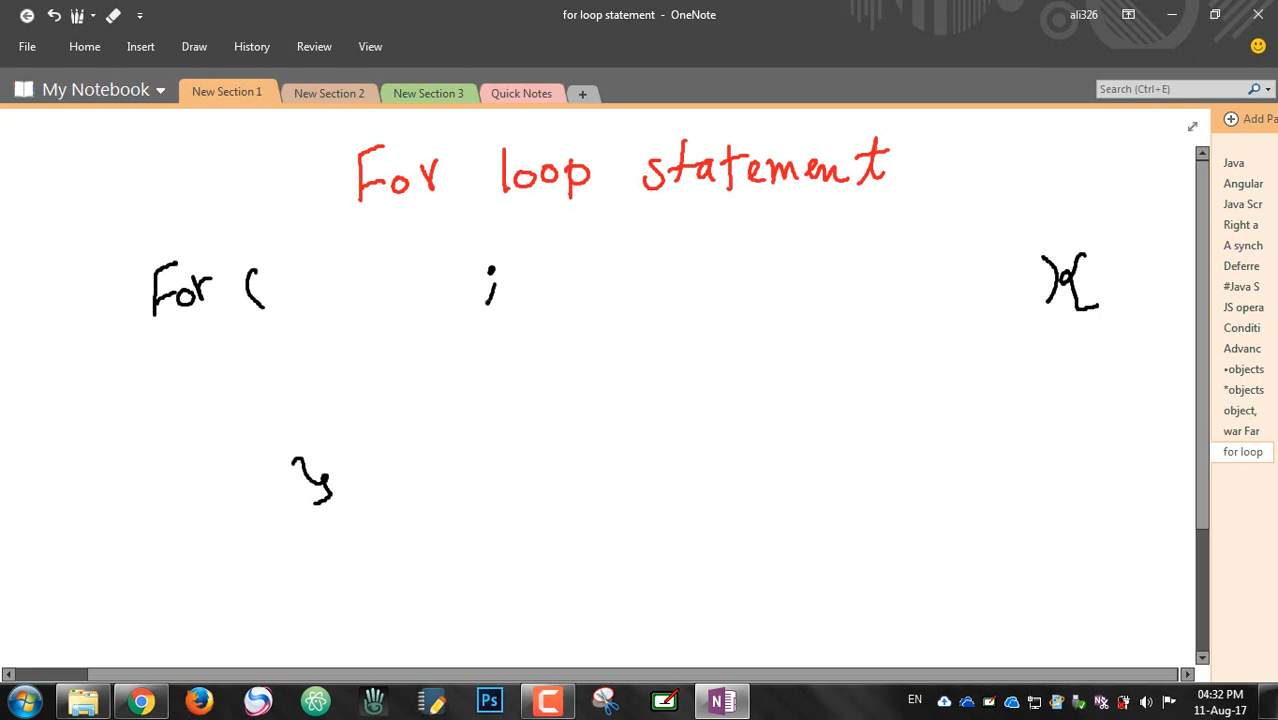 for loop statement - OneNote
ali326
File Home Insert Draw History Review View
My Notebook New Section 1 New Section 2 New Section 3 Quick Notes + Search (Ctrl+E)
Add Pa
For loop statement
For ( ; ){
}
Java
Angular
Java Scr
Right a
A synch
Deferre
#Java S
JS opera
Conditi
Advanc
•objects
*objects
object,
war Far
for loop
Ps N EN 04:32 PM
11-Aug-17